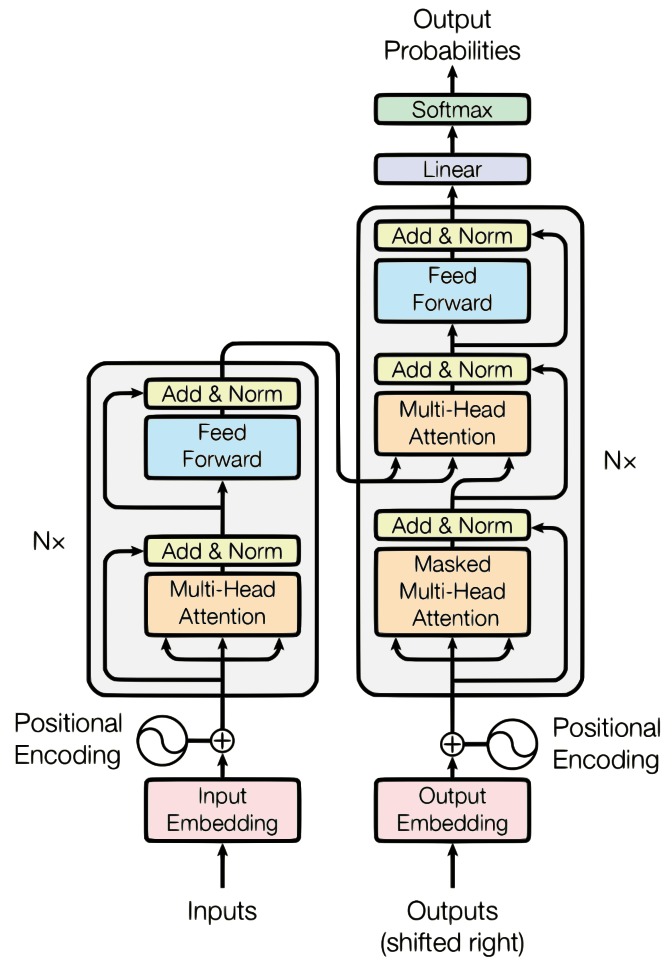 Output
Probabilities
Softmax
Linear
Add & Norm
Feed
Forward
Add & Norm
Multi-Head
Attention
Add & Norm
Masked
Multi-Head
Attention
N×
Add & Norm
Feed
Forward
Add & Norm
Multi-Head
Attention
N×
Positional
Encoding
Positional
Encoding
Input
Embedding
Output
Embedding
Inputs
Outputs
(shifted right)